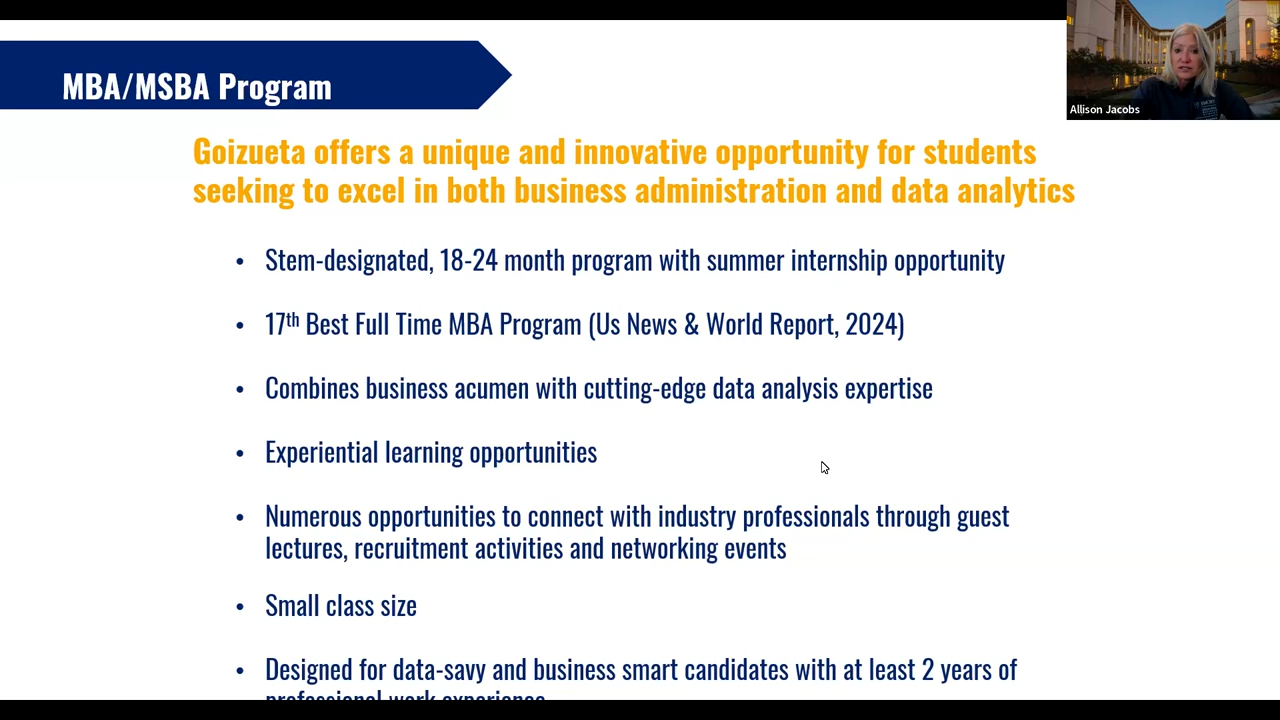 MBA/MSBA Program
Allison Jacobs
Goizueta offers a unique and innovative opportunity for students
seeking to excel in both business administration and data analytics
• Stem-designated, 18-24 month program with summer internship opportunity
• 17th Best Full Time MBA Program (Us News & World Report, 2024)
• Combines business acumen with cutting-edge data analysis expertise
• Experiential learning opportunities
• Numerous opportunities to connect with industry professionals through guest
lectures, recruitment activities and networking events
• Small class size
• Designed for data-savy and business smart candidates with at least 2 years of
professional work experience